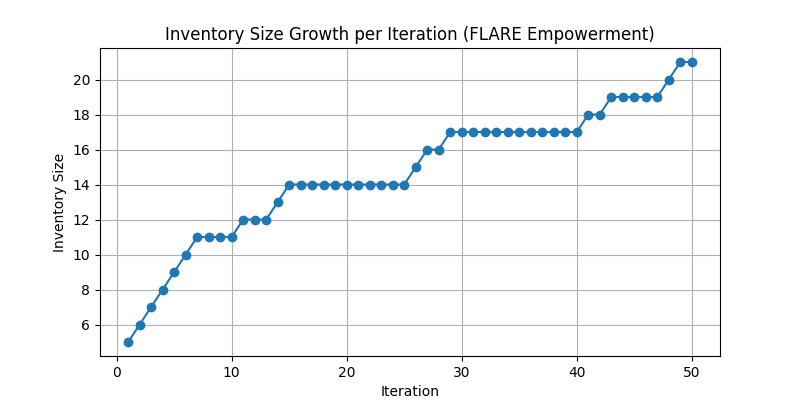 Inventory Size Growth per Iteration (FLARE Empowerment)
Inventory Size
20
18
16
14
12
10
8
6
0 10 20 30 40 50
Iteration